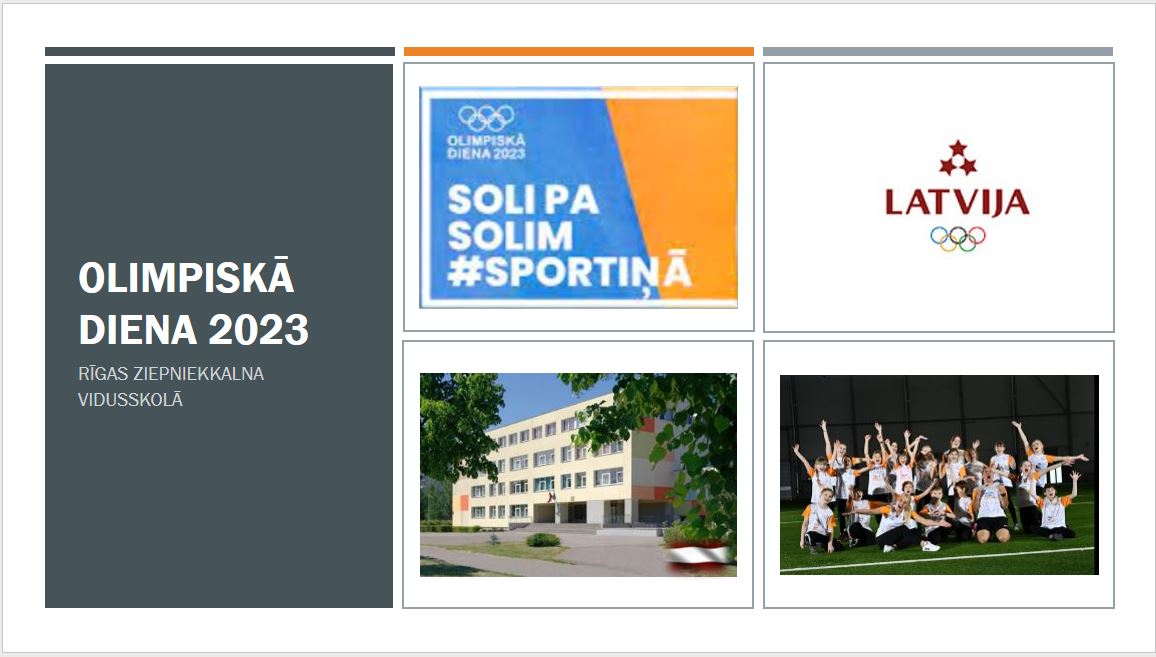 OLIMPISKĀ
DIENA 2023
RĪGAS ZIEPNIEKKALNA
VIDUSSKOLĀ
OLIMPISKĀ
DIENA 2023
SOLI PA
SOLIM
#SPORTIŅĀ
LATVIJA